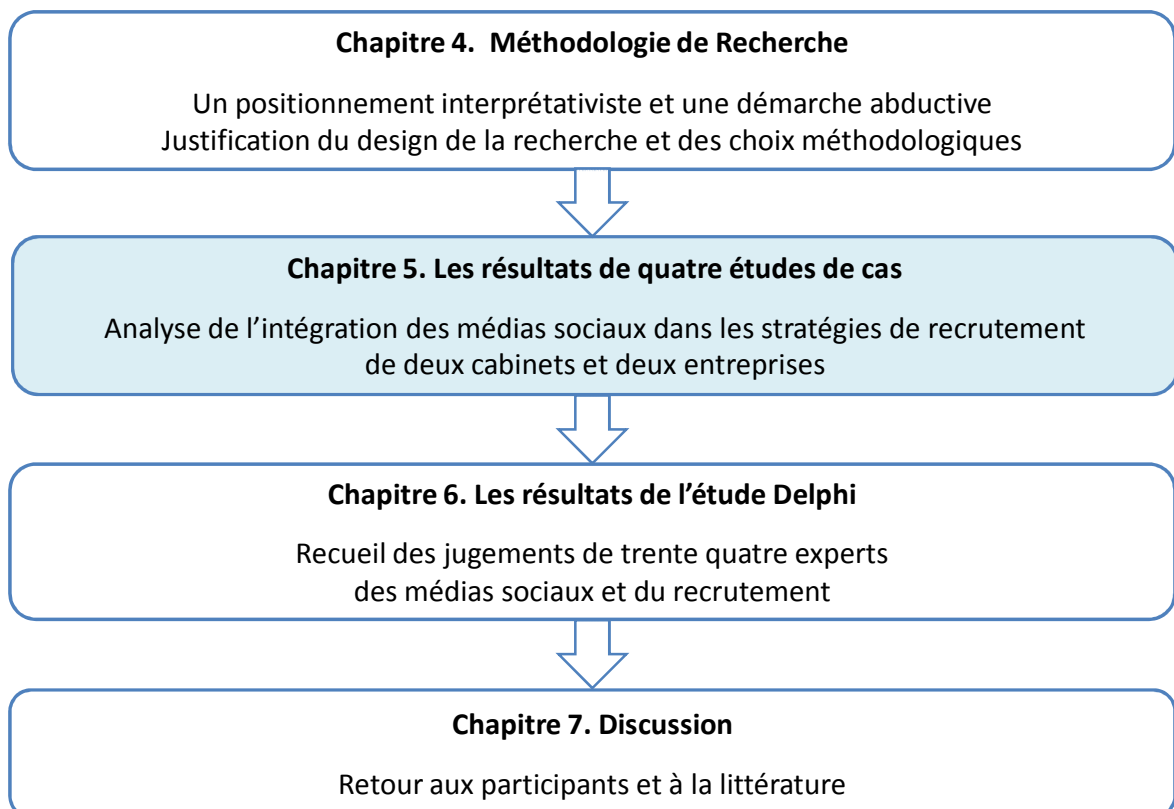 Chapitre 4.  Méthodologie de Recherche
Un positionnement interprétativiste et une démarche abductive
Justification du design de la recherche et des choix méthodologiques
Chapitre 5. Les résultats de quatre études de cas
Analyse de l’intégration des médias sociaux dans les stratégies de recrutement
de deux cabinets et deux entreprises
Chapitre 6. Les résultats de l’étude Delphi
Recueil des jugements de trente quatre experts
des médias sociaux et du recrutement
Chapitre 7. Discussion
Retour aux participants et à la littérature